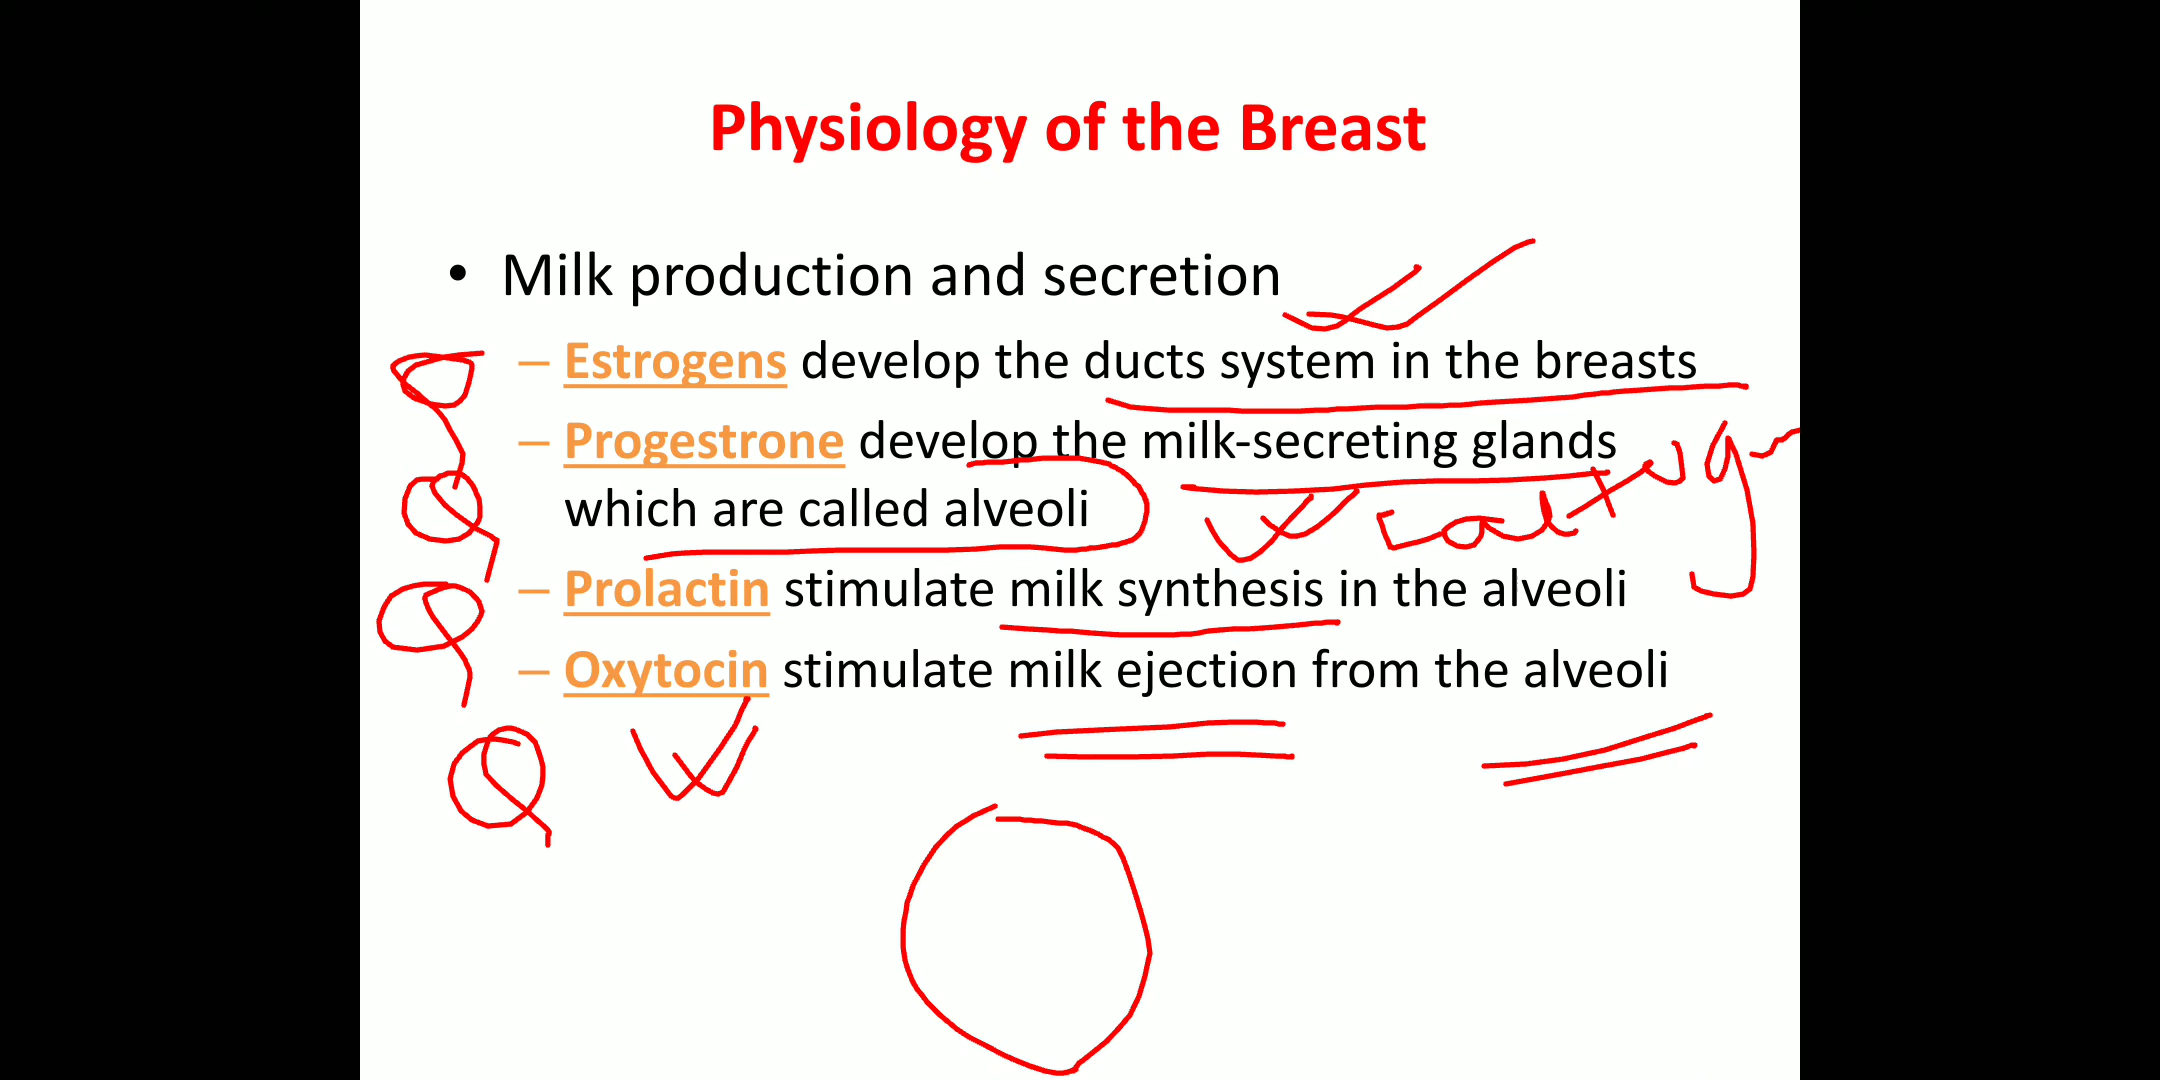 Physiology of the Breast
• Milk production and secretion
– Estrogens develop the ducts system in the breasts
– Progestrone develop the milk-secreting glands
which are called alveoli
– Prolactin stimulate milk synthesis in the alveoli
– Oxytocin stimulate milk ejection from the alveoli